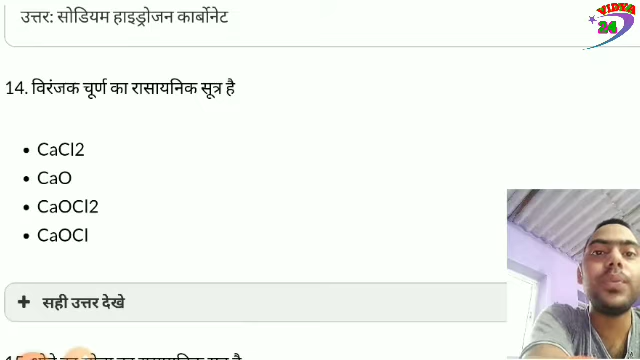 उत्तर: सोडियम हाइड्रोजन कार्बोनेट
VIDYA
24
14. विरंजक चूर्ण का रासायनिक सूत्र है
• CaCl2
• CaO
• CaOCl2
• CaOCl
+ सही उत्तर देखे